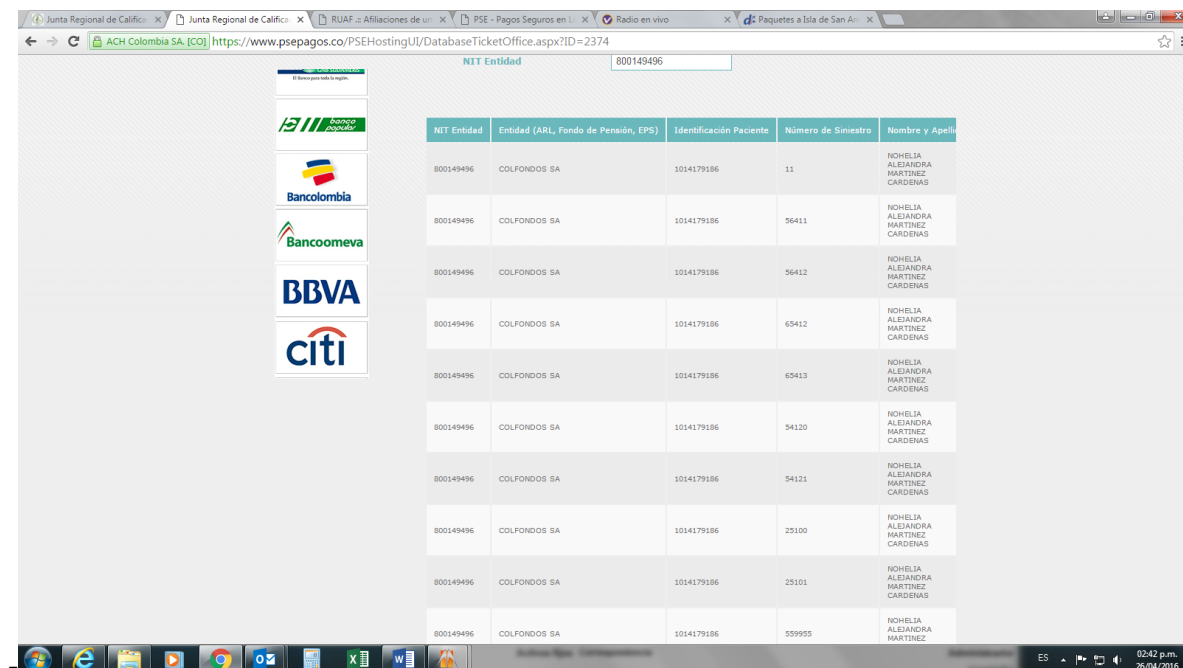 Junta Regional de Califica
Junta Regional de Califica
RUAF .:: Afiliaciones de un
PSE - Pagos Seguros en L
Radio en vivo
d: Paquetes a Isla de San An
ACH Colombia SA. [CO] https://www.psepagos.co/PSEHostingUI/DatabaseTicketOffice.aspx?ID=2374
NIT Entidad 800149496
El Banco para toda la región.
banco
popular
Bancolombia
Bancoomeva
BBVA
citi
NIT Entidad Entidad (ARL, Fondo de Pensión, EPS) Identificación Paciente Número de Siniestro Nombre y Apelli
800149496 COLFONDOS SA 1014179186 11 NOHELIA
ALEJANDRA
MARTINEZ
CARDENAS
800149496 COLFONDOS SA 1014179186 56411 NOHELIA
ALEJANDRA
MARTINEZ
CARDENAS
800149496 COLFONDOS SA 1014179186 56412 NOHELIA
ALEJANDRA
MARTINEZ
CARDENAS
800149496 COLFONDOS SA 1014179186 65412 NOHELIA
ALEJANDRA
MARTINEZ
CARDENAS
800149496 COLFONDOS SA 1014179186 65413 NOHELIA
ALEJANDRA
MARTINEZ
CARDENAS
800149496 COLFONDOS SA 1014179186 54120 NOHELIA
ALEJANDRA
MARTINEZ
CARDENAS
800149496 COLFONDOS SA 1014179186 54121 NOHELIA
ALEJANDRA
MARTINEZ
CARDENAS
800149496 COLFONDOS SA 1014179186 25100 NOHELIA
ALEJANDRA
MARTINEZ
CARDENAS
800149496 COLFONDOS SA 1014179186 25101 NOHELIA
ALEJANDRA
MARTINEZ
CARDENAS
800149496 COLFONDOS SA 1014179186 559955 NOHELIA
ALEJANDRA
MARTINEZ
ES 02:42 p.m.
26/04/2016